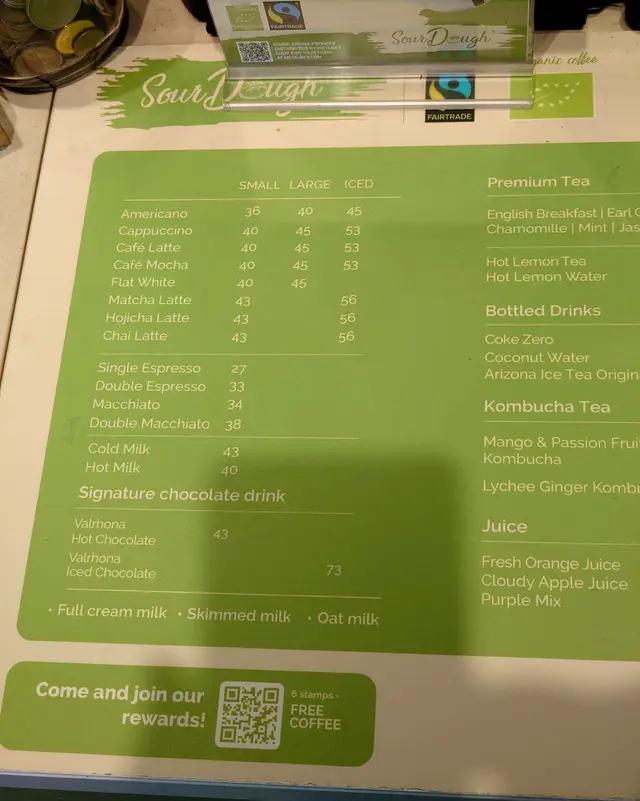 FAIRTRADE
SourDough
SourDough
FAIRTRADE
organic coffee
SMALL LARGE ICED
Americano 36 40 45
Cappuccino 40 45 53
Café Latte 40 45 53
Café Mocha 40 45 53
Flat White 40 45
Matcha Latte 43 56
Hojicha Latte 43 56
Chai Latte 43 56
Single Espresso 27
Double Espresso 33
Macchiato 34
Double Macchiato 38
Cold Milk 43
Hot Milk 40
Signature chocolate drink
Valrhona
Hot Chocolate 43
Valrhona
Iced Chocolate 73
• Full cream milk • Skimmed milk • Oat milk
Premium Tea
English Breakfast | Earl
Chamomille | Mint |
Hot Lemon Tea
Hot Lemon Water
Bottled Drinks
Coke Zero
Coconut Water
Arizona Ice Tea
Kombucha Tea
Mango & Passion
Kombucha
Lychee Ginger
Juice
Fresh Orange Juice
Cloudy Apple Juice
Purple Mix
Come and join our
rewards!
6 stamps -
FREE
COFFEE